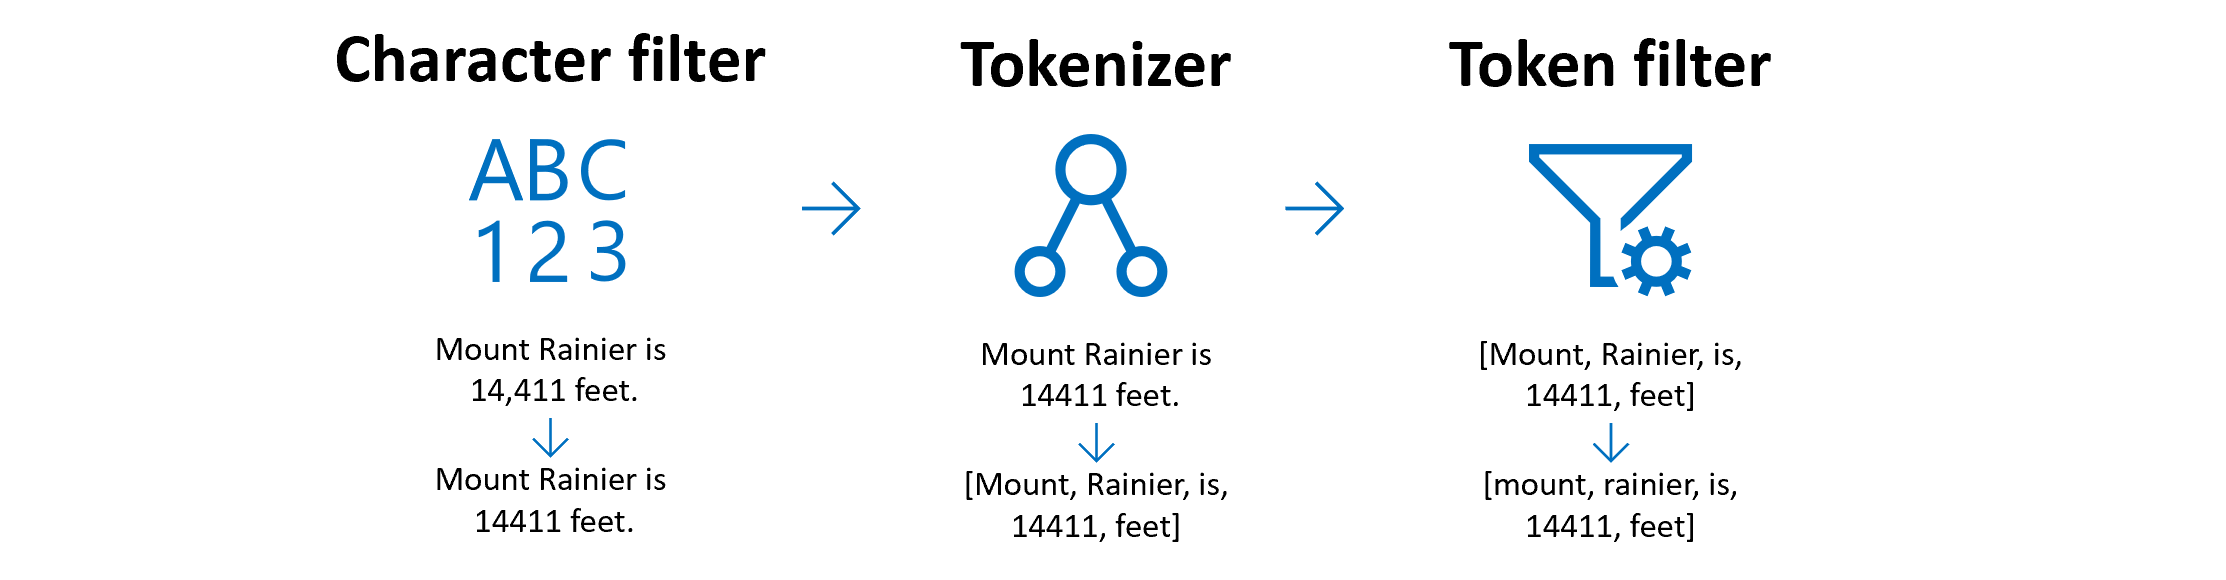 Character filter
ABC
123
Mount Rainier is
14,411 feet.
Mount Rainier is
14411 feet.
Tokenizer
Mount Rainier is
14411 feet.
[Mount, Rainier, is,
14411, feet]
Token filter
[Mount, Rainier, is,
14411, feet]
[mount, rainier, is,
14411, feet]